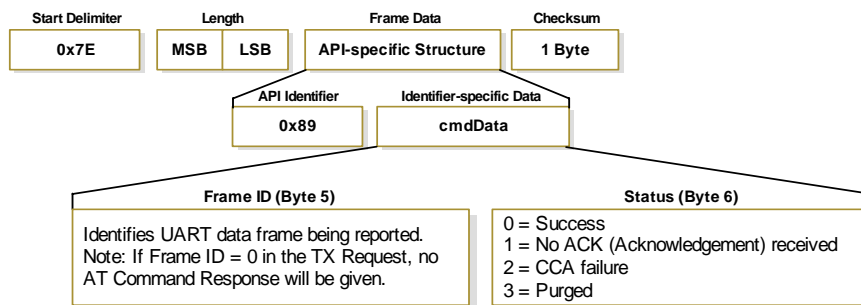 Start Delimiter Length Frame Data Checksum
0x7E MSB LSB API-specific Structure 1 Byte
API Identifier Identifier-specific Data
0x89 cmdData
Frame ID (Byte 5)
Identifies UART data frame being reported.
Note: If Frame ID = 0 in the TX Request, no
AT Command Response will be given.
Status (Byte 6)
0 = Success
1 = No ACK (Acknowledgement) received
2 = CCA failure
3 = Purged